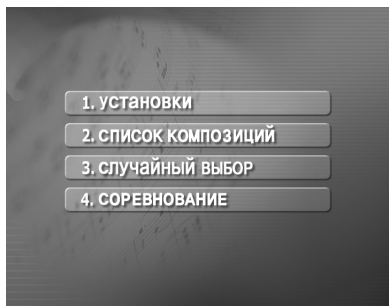 1. УСТАНОВКИ
2. СПИСОК КОМПОЗИЦИЙ
3. СЛУЧАЙНЫЙ ВЫБОР
4. СОРЕВНОВАНИЕ